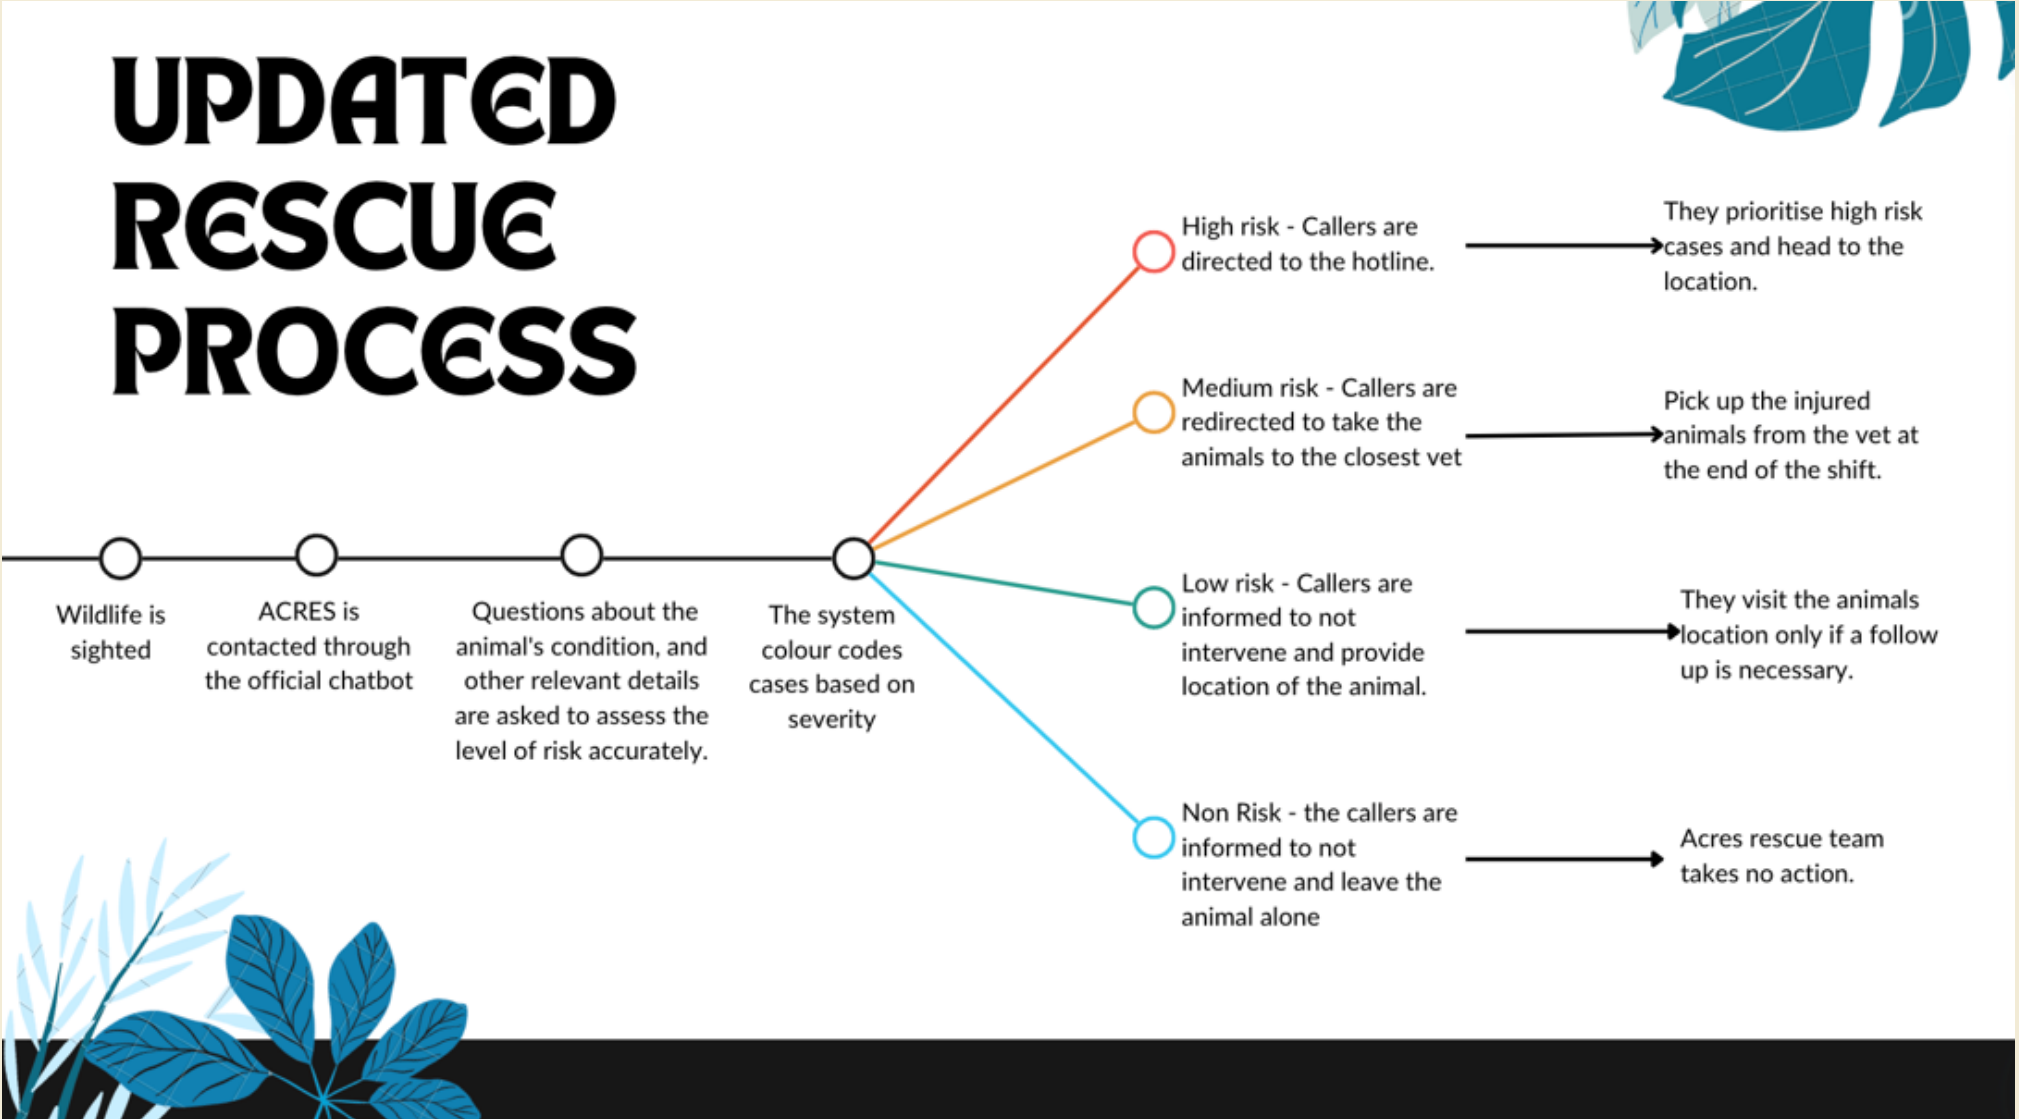 UPDATED
RESCUE
PROCESS
Wildlife is
sighted
ACRES is
contacted through
the official chatbot
Questions about the
animal's condition, and
other relevant details
are asked to assess the
level of risk accurately.
The system
colour codes
cases based on
severity
High risk - Callers are
directed to the hotline.
They prioritise high risk
cases and head to the
location.
Medium risk - Callers are
redirected to take the
animals to the closest vet
Pick up the injured
animals from the vet at
the end of the shift.
Low risk - Callers are
informed to not
intervene and provide
location of the animal.
They visit the animals
location only if a follow
up is necessary.
Non Risk - the callers are
informed to not
intervene and leave the
animal alone
Acres rescue team
takes no action.